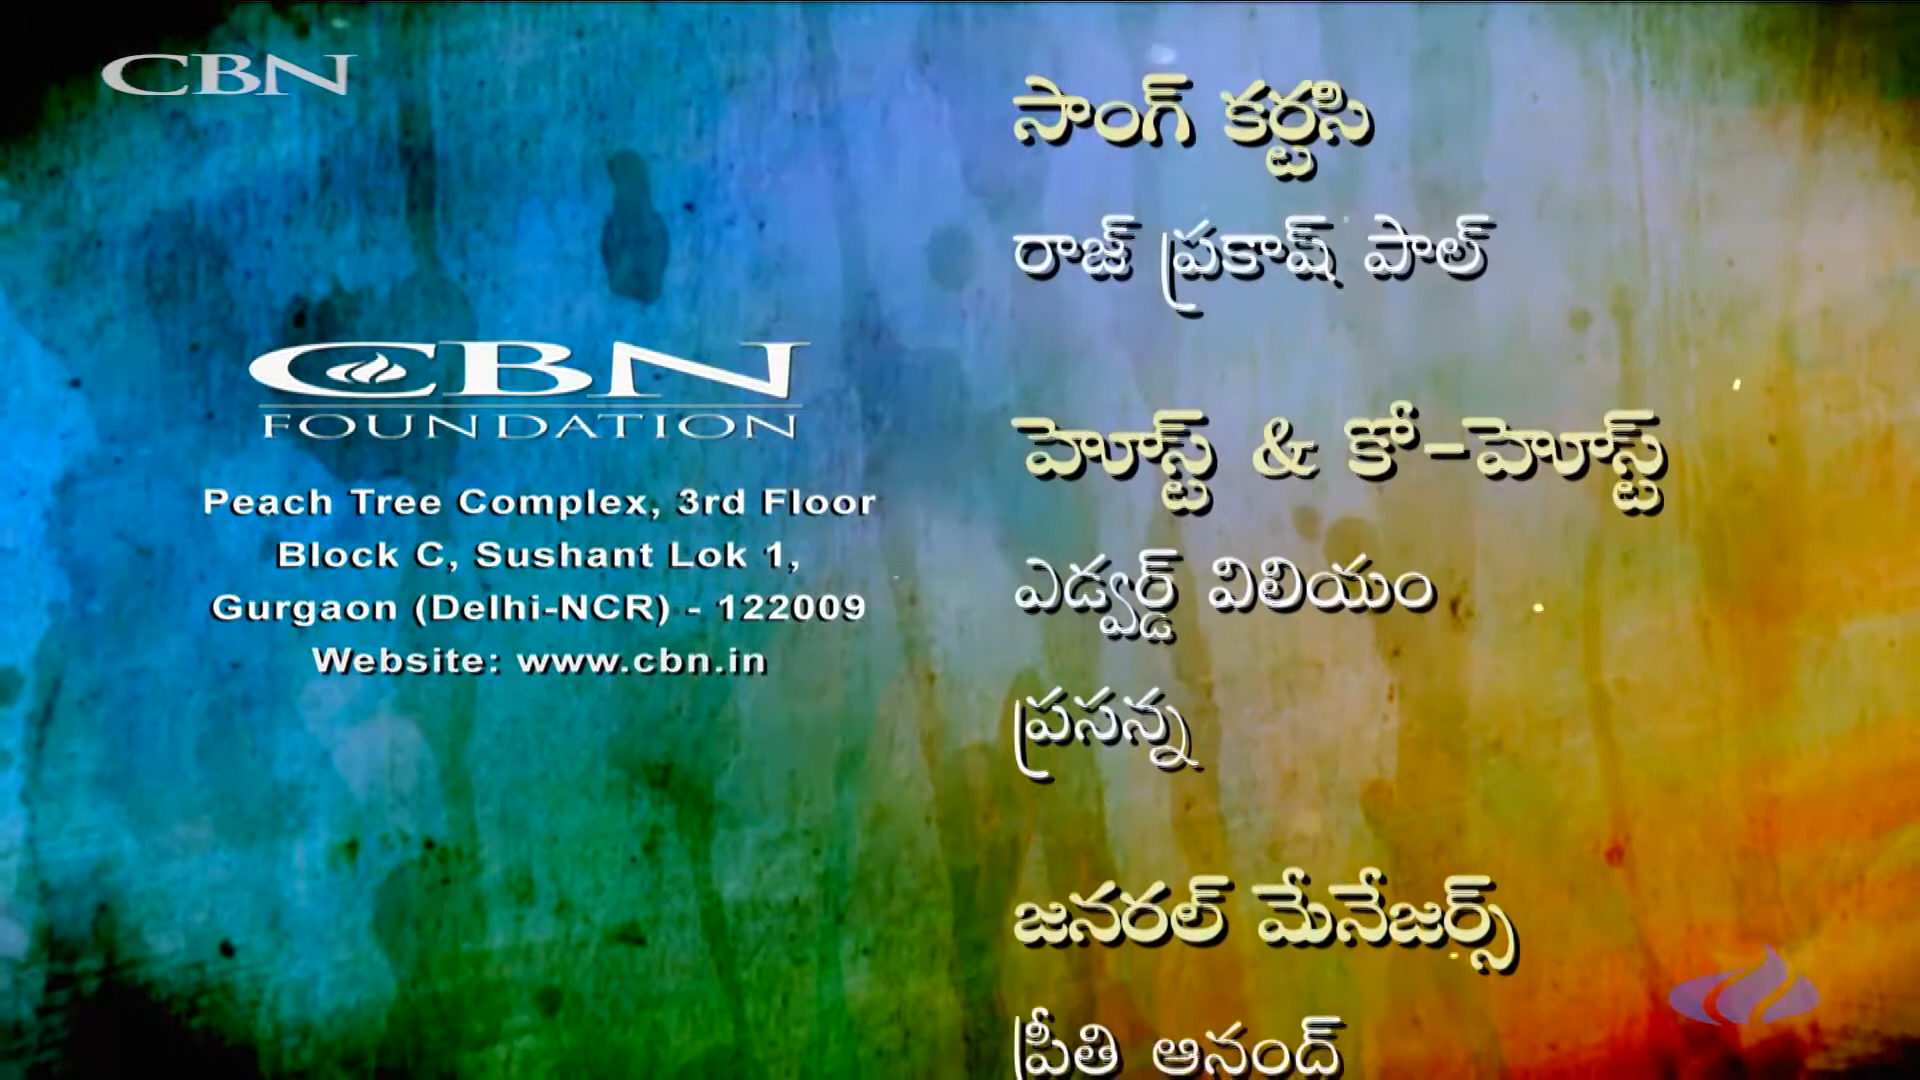 CBN
CBN
FOUNDATION
Peach Tree Complex, 3rd Floor
Block C, Sushant Lok 1,
Gurgaon (Delhi-NCR) - 122009
Website: www.cbn.in
సాంగ్ కర్టసి
రాజ్ ప్రకాష్ పాల్
హెూస్ట్ & కో-హెూస్ట్
ఎడ్వర్డ్ విలియం
ప్రసన్న
జనరల్ మేనేజర్స్
ప్రీతి ఆనంద్